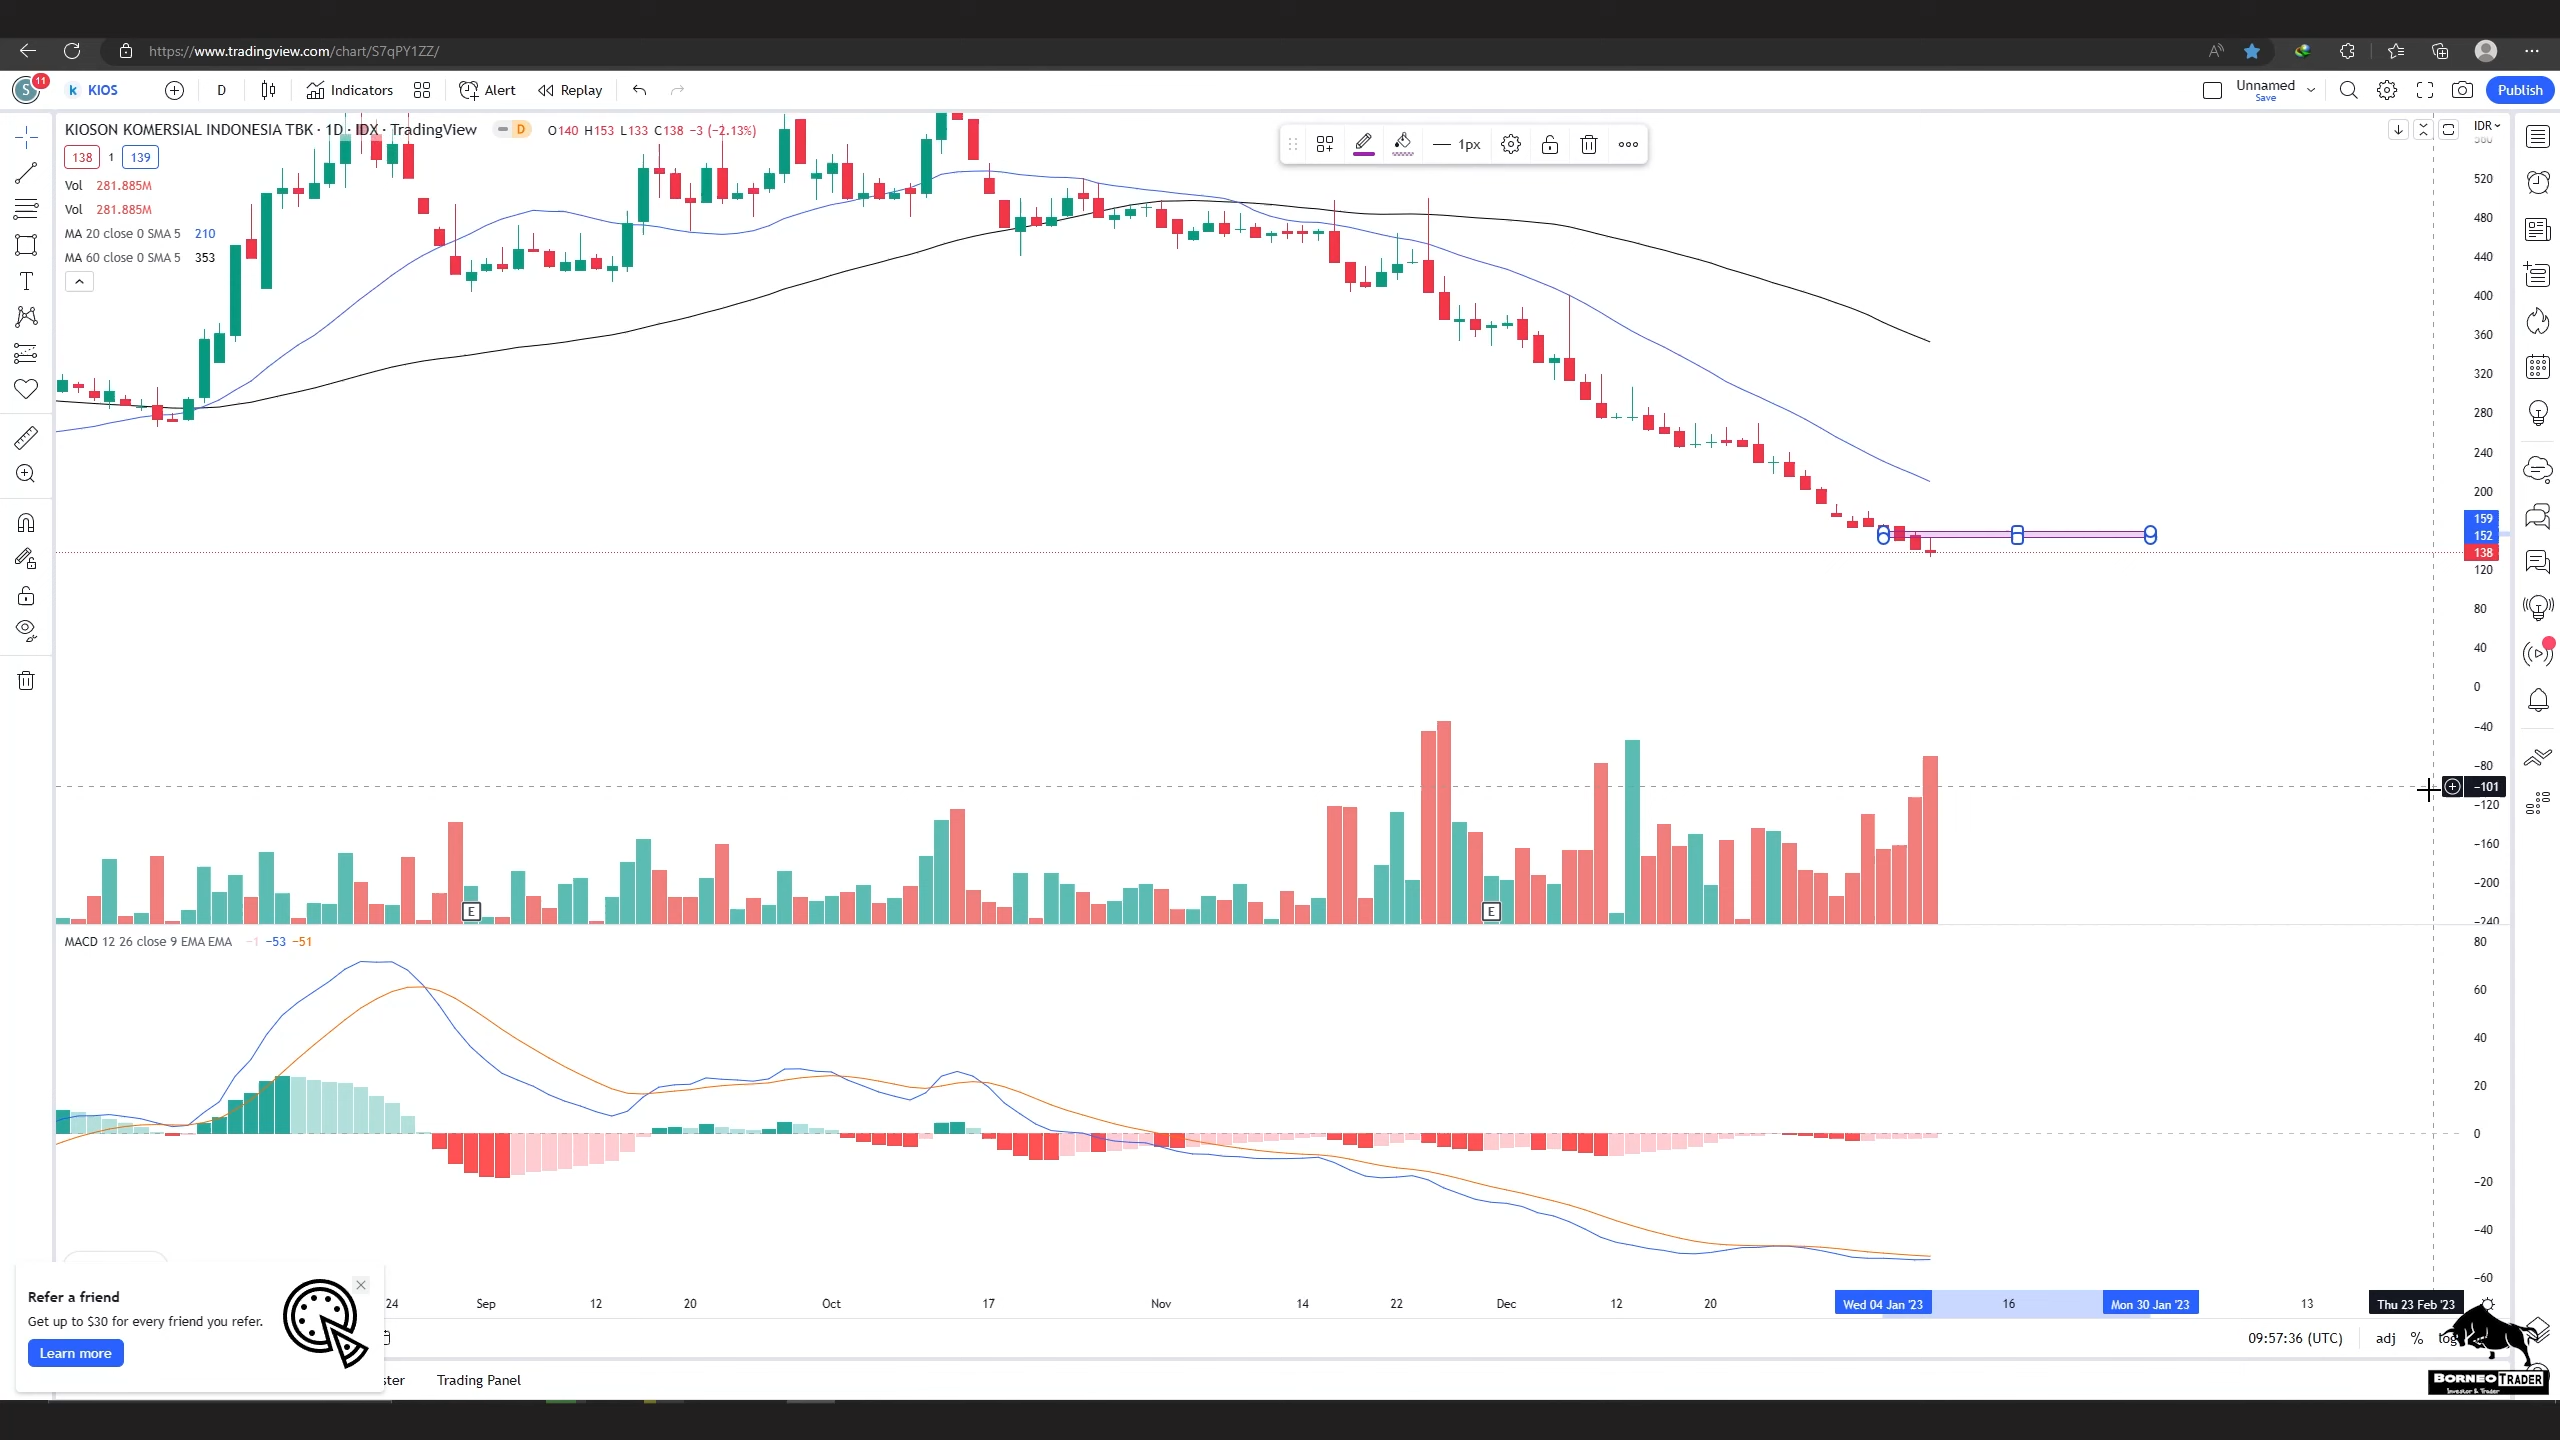 https://www.tradingview.com/chart/S7qPY1ZZ/
S 11 k KIOS D Indicators Alert Replay Unnamed Save Publish
KIOSON KOMERSIAL INDONESIA TBK · 1D · IDX · TradingView D O140 H153 L133 C138 −3 (−2.13%)
138 1 139
Vol 281.885M
Vol 281.885M
MA 20 close 0 SMA 5 210
MA 60 close 0 SMA 5 353
1px
IDR
560
520
480
440
400
360
320
280
240
200
159
152
138
120
80
40
0
−40
−80
−101
−120
−160
−200
−240
E E
MACD 12 26 close 9 EMA EMA −1 −53 −51
80
60
40
20
0
−20
−40
−60
24 Sep 12 20 Oct 17 Nov 14 22 Dec 12 20 Wed 04 Jan '23 16 Mon 30 Jan '23 13 Thu 23 Feb '23
Refer a friend
Get up to $30 for every friend you refer.
Learn more
09:57:36 (UTC) adj % log
ster Trading Panel
BORNEO TRADER
Investor & Trader